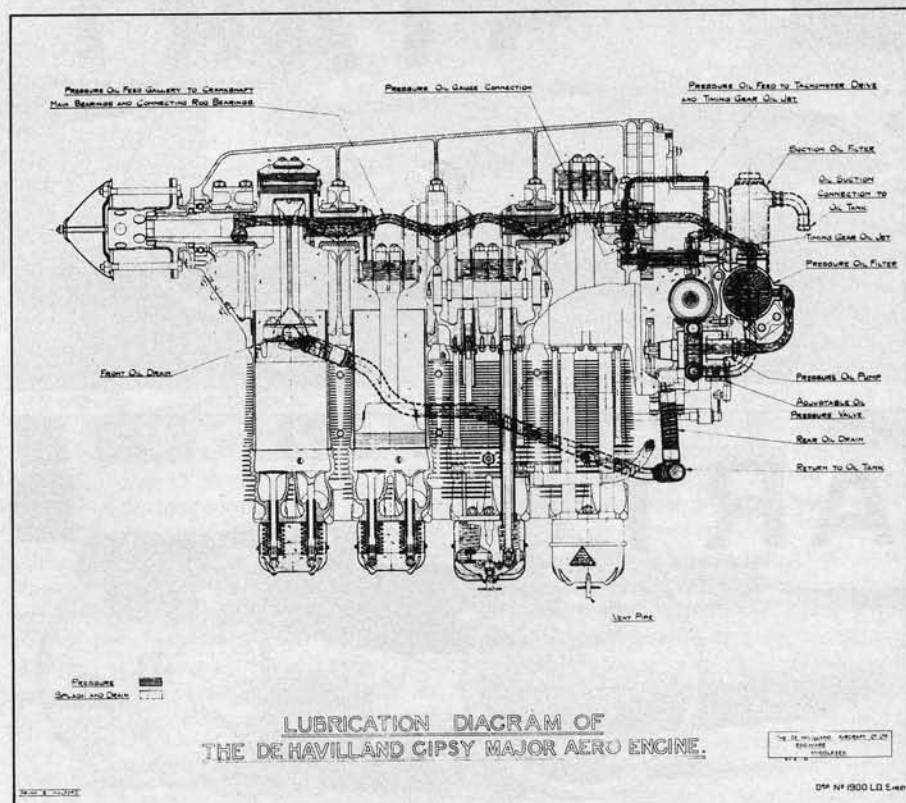 PRESSURE OIL FEED GALLERY TO CRANKSHAFT
MAIN BEARINGS AND CONNECTING ROD BEARINGS
PRESSURE OIL GAUGE CONNECTION
PRESSURE OIL FEED TO TACHOMETER DRIVE
AND TIMING GEAR OIL JET
SUCTION OIL FILTER
OIL SUCTION
CONNECTION TO
OIL TANK
TIMING GEAR OIL JET
PRESSURE OIL FILTER
FRONT OIL DRAIN
PRESSURE OIL PUMP
ADJUSTABLE OIL
PRESSURE VALVE
REAR OIL DRAIN
RETURN TO OIL TANK
VENT PIPE
PRESSURE
SPLASH AND DRAIN
LUBRICATION DIAGRAM OF
THE DE HAVILLAND GIPSY MAJOR AERO ENGINE.
THE DE HAVILLAND AIRCRAFT CO LTD
EDGWARE
MIDDLESEX
DRG Nº 1900 L.D.